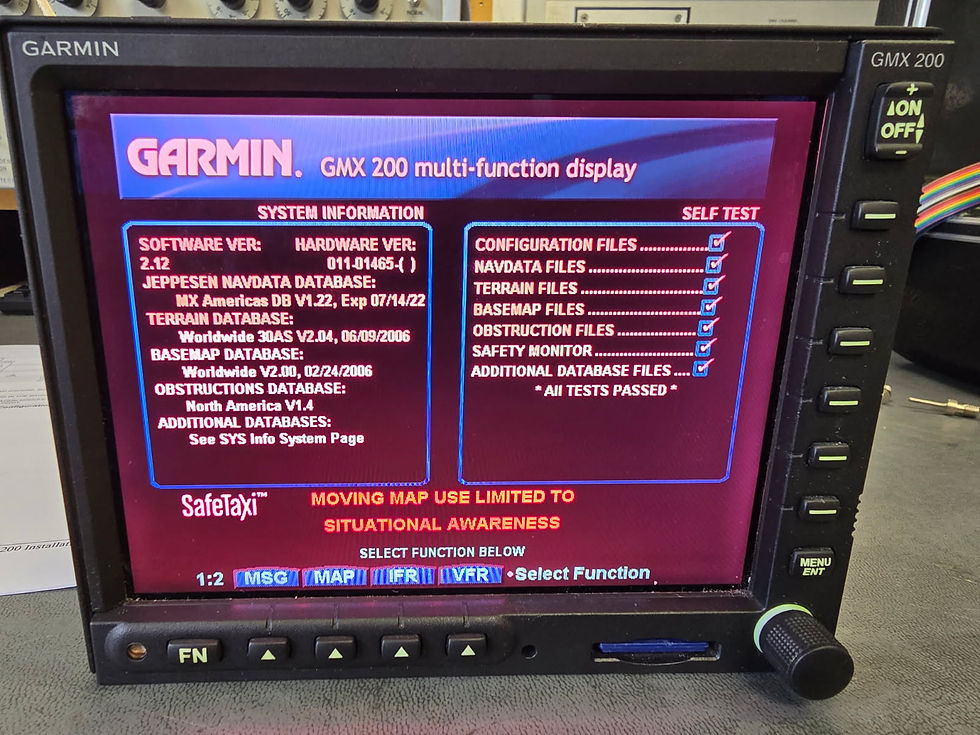 GARMIN
GMX 200
ON
OFF
GARMIN. GMX 200 multi-function display
SYSTEM INFORMATION
SOFTWARE VER: HARDWARE VER:
2.12 011-01465-( )
JEPPESEN NAVDATA DATABASE:
MX Americas DB V1.22, Exp 07/14/22
TERRAIN DATABASE:
Worldwide 30AS V2.04, 06/09/2006
BASEMAP DATABASE:
Worldwide V2.00, 02/24/2006
OBSTRUCTIONS DATABASE:
North America V1.4
ADDITIONAL DATABASES:
See SYS Info System Page
SELF TEST
CONFIGURATION FILES
NAVDATA FILES
TERRAIN FILES
BASEMAP FILES
OBSTRUCTION FILES
SAFETY MONITOR
ADDITIONAL DATABASE FILES ....
* All TESTS PASSED *
SafeTaxi™
MOVING MAP USE LIMITED TO
SITUATIONAL AWARENESS
SELECT FUNCTION BELOW
1:2 MSG MAP IFR VFR •Select Function
MENU
ENT
FN
200 Installat